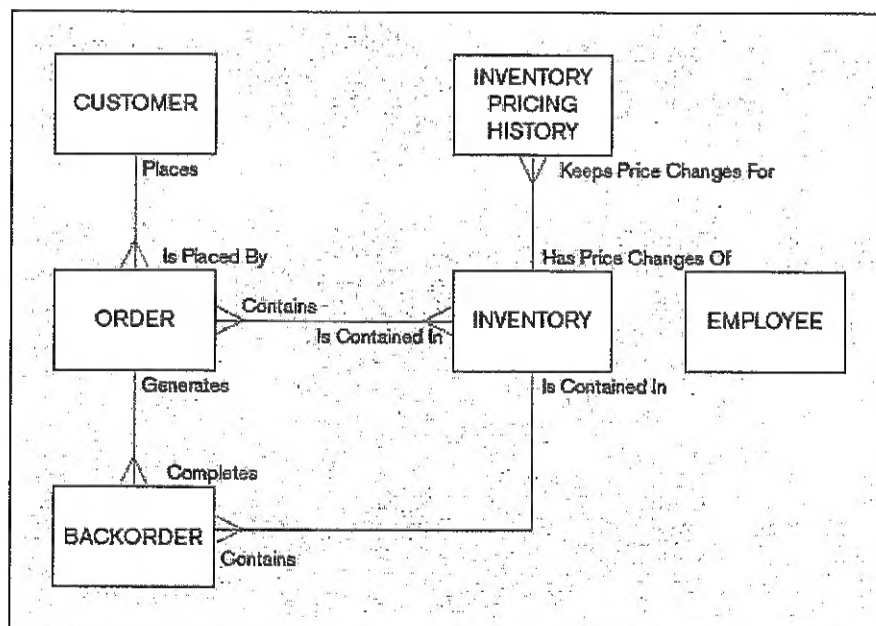 CUSTOMER
INVENTORY
PRICING
HISTORY
Places
Keeps Price Changes For
Is Placed By
Has Price Changes Of
ORDER
Contains
Is Contained In
INVENTORY
EMPLOYEE
Generates
Is Contained In
Completes
BACKORDER
Contains